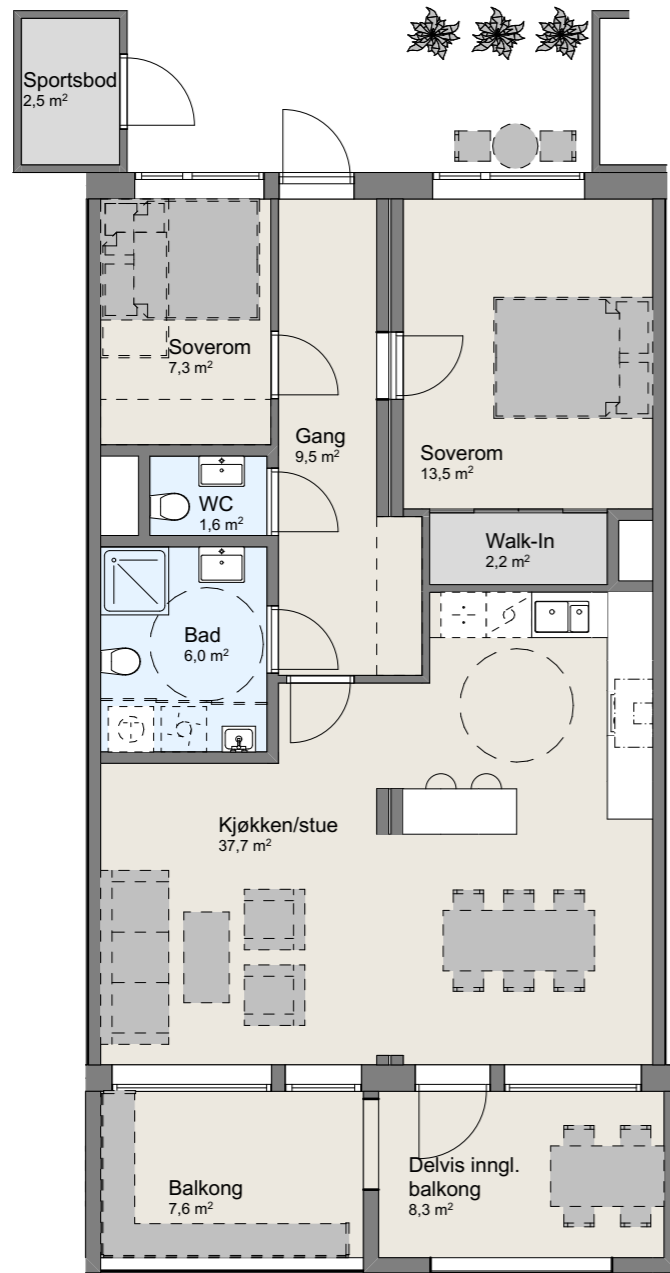 Sportsbod
2,5 m²
Soverom
7,3 m²
Gang
9,5 m²
Soverom
13,5 m²
WC
1,6 m²
Walk-In
2,2 m²
Bad
6,0 m²
Kjøkken/stue
37,7 m²
Balkong
7,6 m²
Delvis inngl.
balkong
8,3 m²